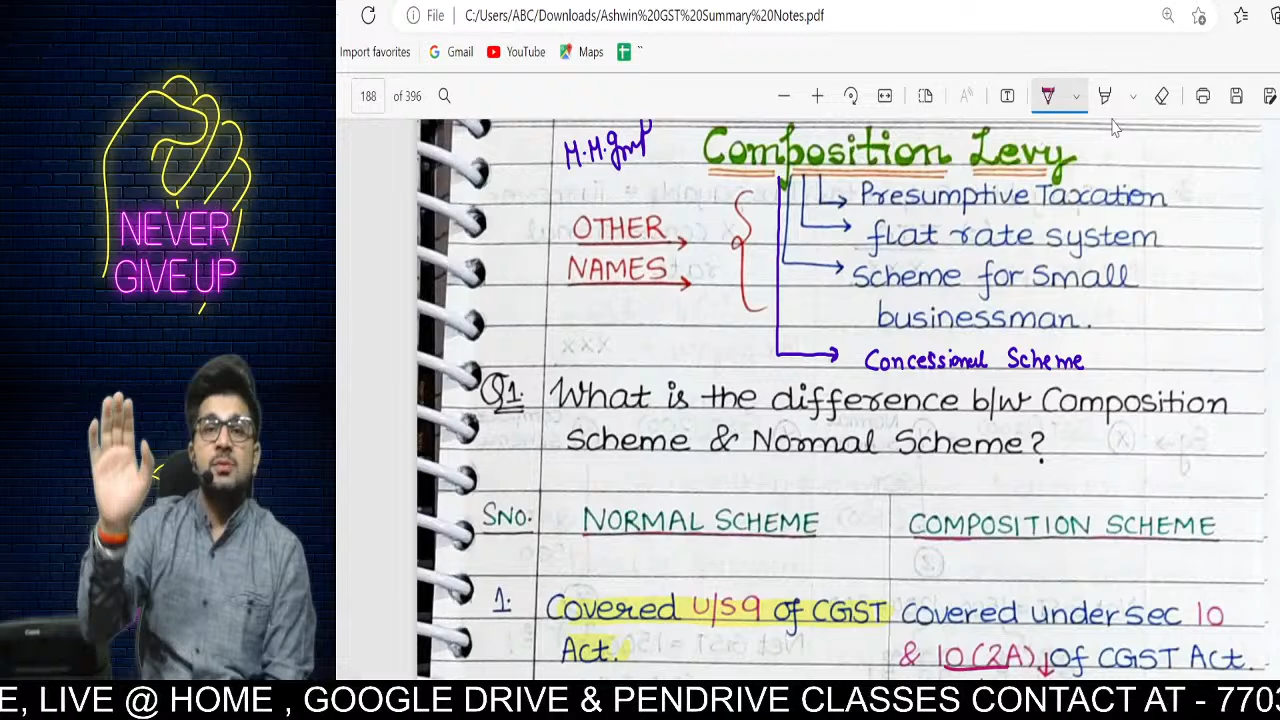 File
C:/Users/ABC/Downloads/Ashwin%20GST%20Summary%20Notes.pdf
Import favorites
Gmail
YouTube
Maps
188 of 396
NEVER
GIVE UP
Composition Levy
Presumptive Taxation
OTHER
NAMES
flat rate system
Scheme for Small
businessman.
Concessional Scheme
xxx
Q1. What is the difference b/w Composition
Scheme & Normal Scheme?
SNO. NORMAL SCHEME COMPOSITION SCHEME
1. Covered U/S9 of CGST Covered under sec 10
Act. & 10(2A) of CGST Act.
E, LIVE @ HOME , GOOGLE DRIVE & PENDRIVE CLASSES CONTACT AT - 7703